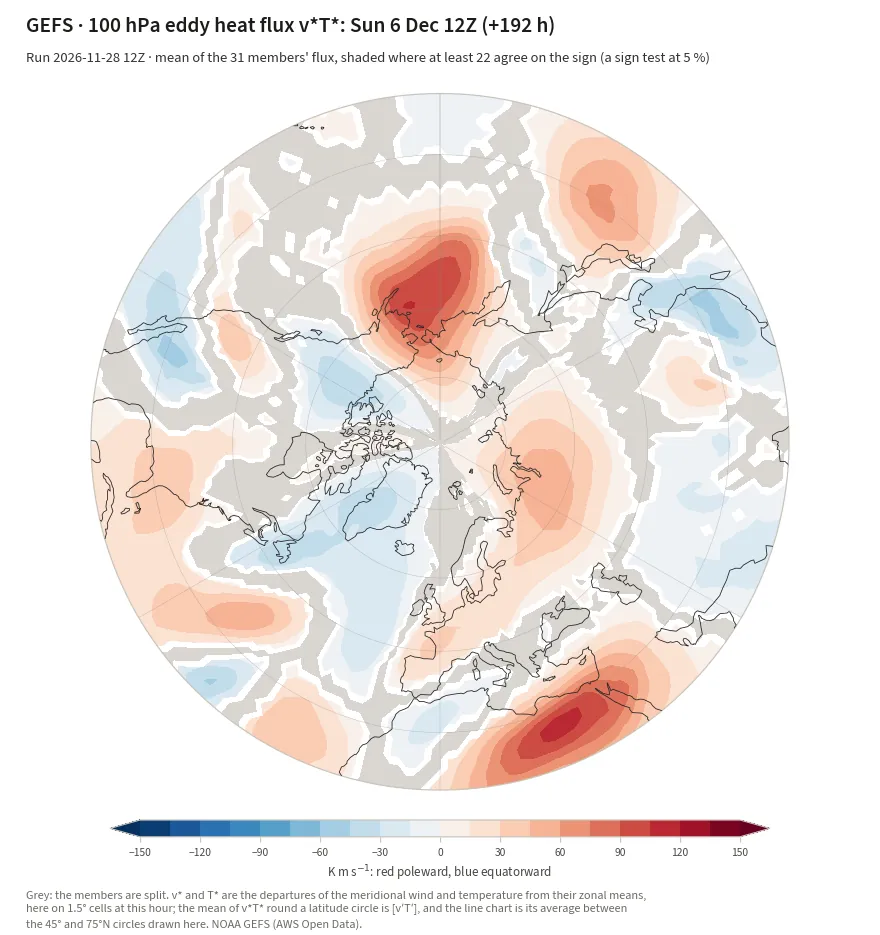 GEFS · 100 hPa eddy heat flux v*T*: Sun 6 Dec 12Z (+192 h)
Run 2026-11-28 12Z · mean of the 31 members' flux, shaded where at least 22 agree on the sign (a sign test at 5 %)
−150 −120 −90 −60 −30 0 30 60 90 120 150
K m s⁻¹: red poleward, blue equatorward
Grey: the members are split. v* and T* are the departures of the meridional wind and temperature from their zonal means,
here on 1.5° cells at this hour; the mean of v*T* round a latitude circle is [v′T′], and the line chart is its average between
the 45° and 75°N circles drawn here. NOAA GEFS (AWS Open Data).